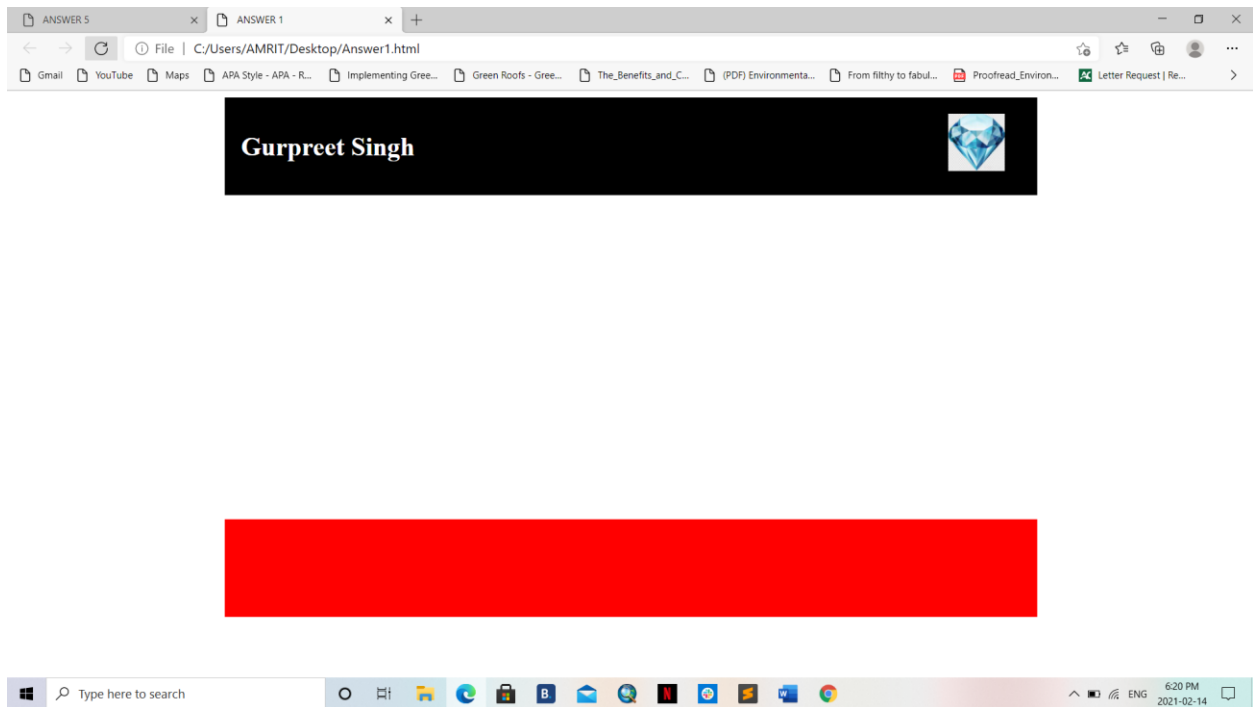 ANSWER 5
ANSWER 1
File | C:/Users/AMRIT/Desktop/Answer1.html
Gmail YouTube Maps APA Style - APA - R... Implementing Gree... Green Roofs - Gree... The_Benefits_and_C... (PDF) Environmenta... From filthy to fabul... Proofread_Environ... Letter Request | Re...
Gurpreet Singh
Type here to search
ENG
6:20 PM
2021-02-14